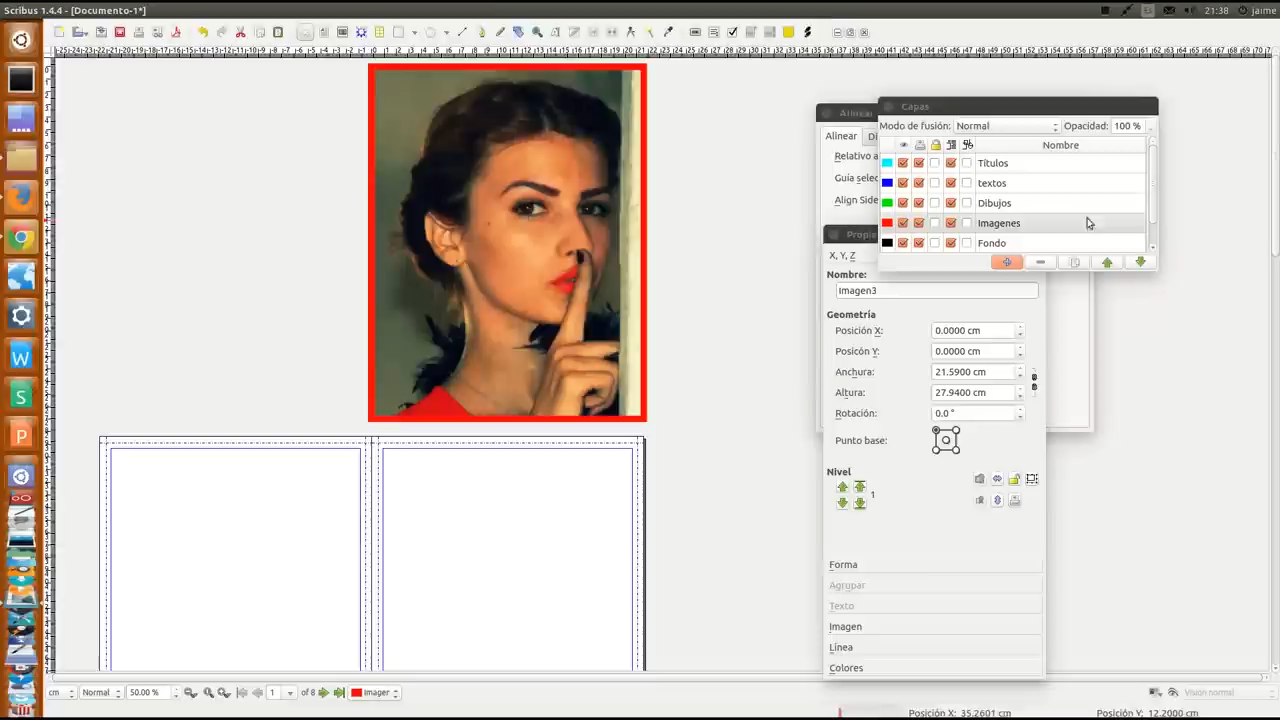 Scribus 1.4.4 - [Documento-1*]
Es
21:38
jaime
Alinear
Capas
Modo de fusión:
Normal
Opacidad:
100 %
Alinear
Nombre
Relativo a
Títulos
Guía selec
textos
Align Side
Dibujos
Imagenes
Fondo
X, Y, Z
Nombre:
Imagen3
Geometría
Posición X:
0.0000 cm
Posicón Y:
0.0000 cm
Anchura:
21.5900 cm
Altura:
27.9400 cm
Rotación:
0.0 °
Punto base:
Nivel
1
Forma
Agrupar
Texto
Imagen
Línea
Colores
cm
Normal
50.00 %
1
of 8
Imager
Visión normal
Posición X:
35.2601 cm
Posición Y:
12.2000 cm